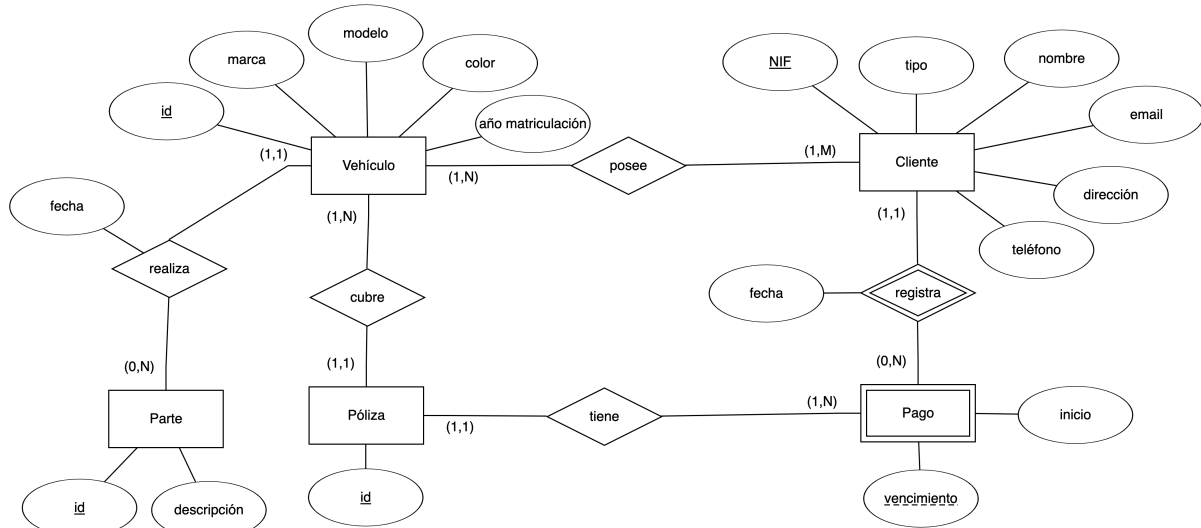 modelo
marca
color
id
año matriculación
NIF
tipo
nombre
email
(1,1)
Vehículo
(1,N)
posee
(1,M)
Cliente
dirección
fecha
(1,N)
(1,1)
teléfono
realiza
cubre
fecha
registra
(0,N)
(1,1)
(0,N)
Parte
Póliza
(1,1)
tiene
(1,N)
Pago
inicio
id
descripción
id
vencimiento